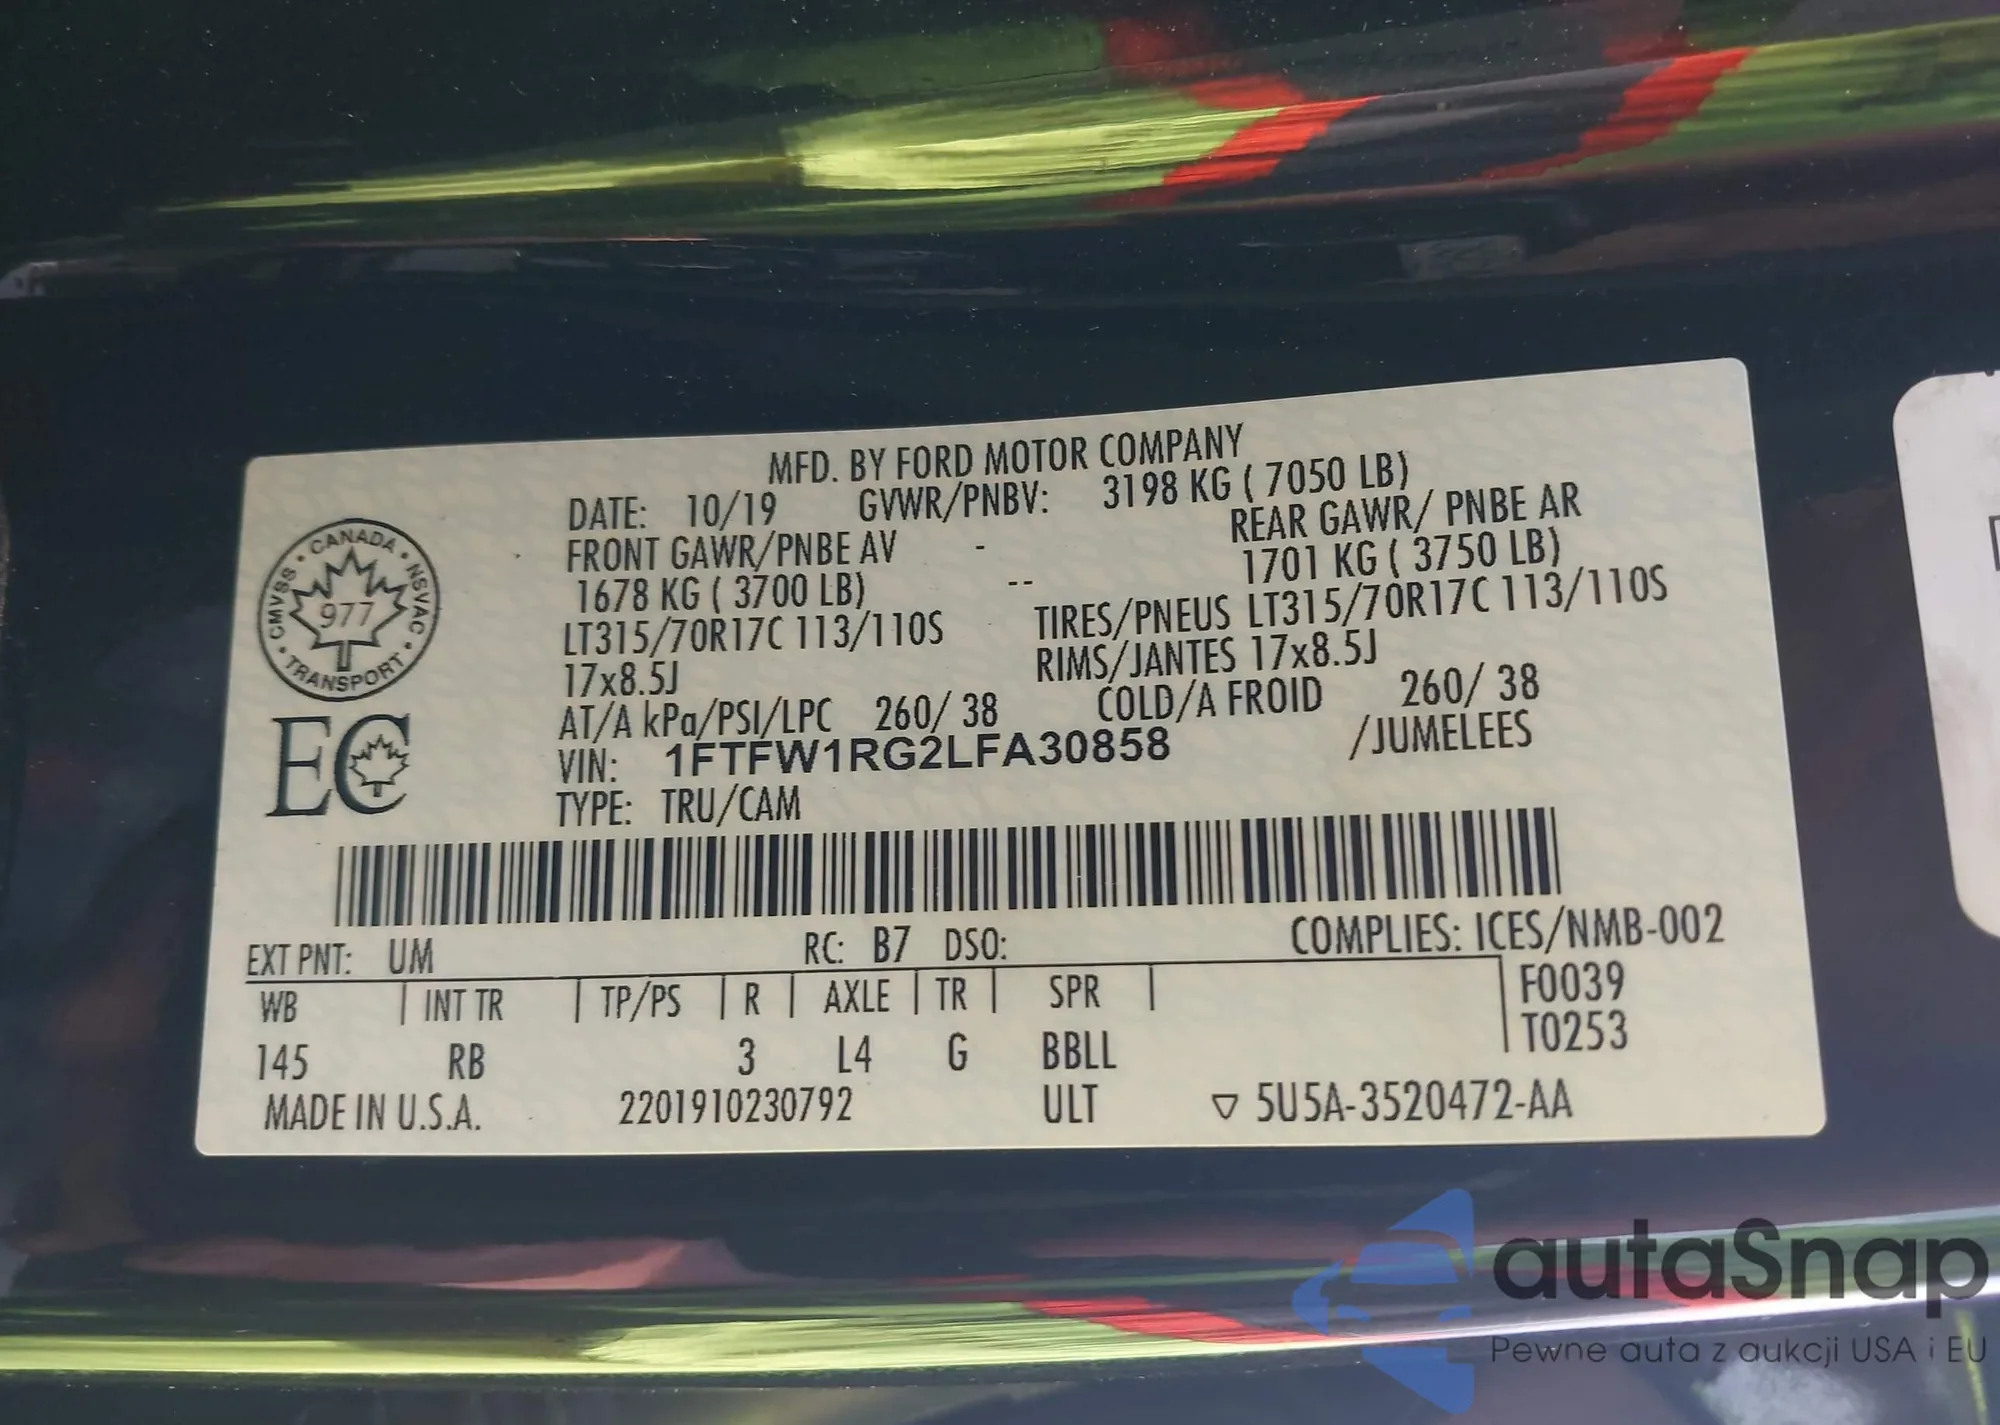 MFD. BY FORD MOTOR COMPANY
DATE: 10/19 GVWR/PNBV: 3198 KG ( 7050 LB)
FRONT GAWR/PNBE AV - REAR GAWR/ PNBE AR
1678 KG ( 3700 LB) -- 1701 KG ( 3750 LB)
LT315/70R17C 113/110S TIRES/PNEUS LT315/70R17C 113/110S
17x8.5J RIMS/JANTES 17x8.5J
AT/A kPa/PSI/LPC 260/ 38 COLD/A FROID 260/ 38
VIN: 1FTFW1RG2LFA30858 /JUMELEES
TYPE: TRU/CAM
CANADA • NSVAC • TRANSPORT • CMVSS •
977
EC
EXT PNT: UM RC: B7 DSO: COMPLIES: ICES/NMB-002
WB | INT TR | TP/PS | R | AXLE | TR | SPR | F0039
T0253
145 RB 3 L4 G BBLL
MADE IN U.S.A. 2201910230792 ULT ▽ 5U5A-3520472-AA
autaSnap
Pewne auta z aukcji USA i EU